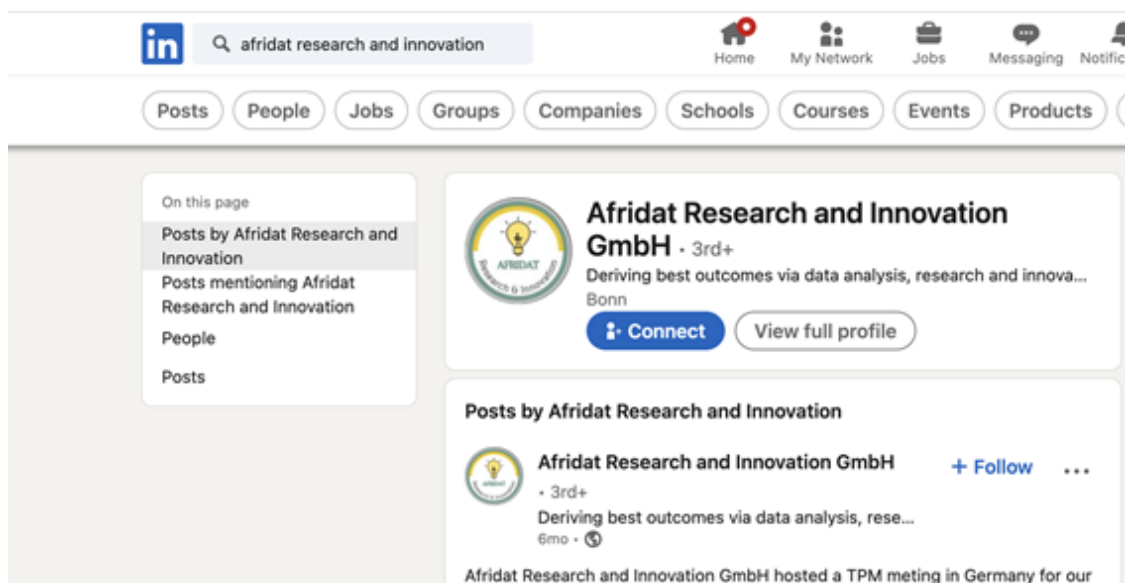 in
afridat research and innovation
Home
My Network
Jobs
Messaging
Notific
Posts
People
Jobs
Groups
Companies
Schools
Courses
Events
Products
On this page
Posts by Afridat Research and
Innovation
Posts mentioning Afridat
Research and Innovation
People
Posts
AFRIDAT
Research & Innovation
Afridat Research and Innovation
GmbH · 3rd+
Deriving best outcomes via data analysis, research and innova...
Bonn
Connect
View full profile
Posts by Afridat Research and Innovation
AFRIDAT
Afridat Research and Innovation GmbH
+ Follow
...
· 3rd+
Deriving best outcomes via data analysis, rese...
6mo ·
Afridat Research and Innovation GmbH hosted a TPM meting in Germany for our